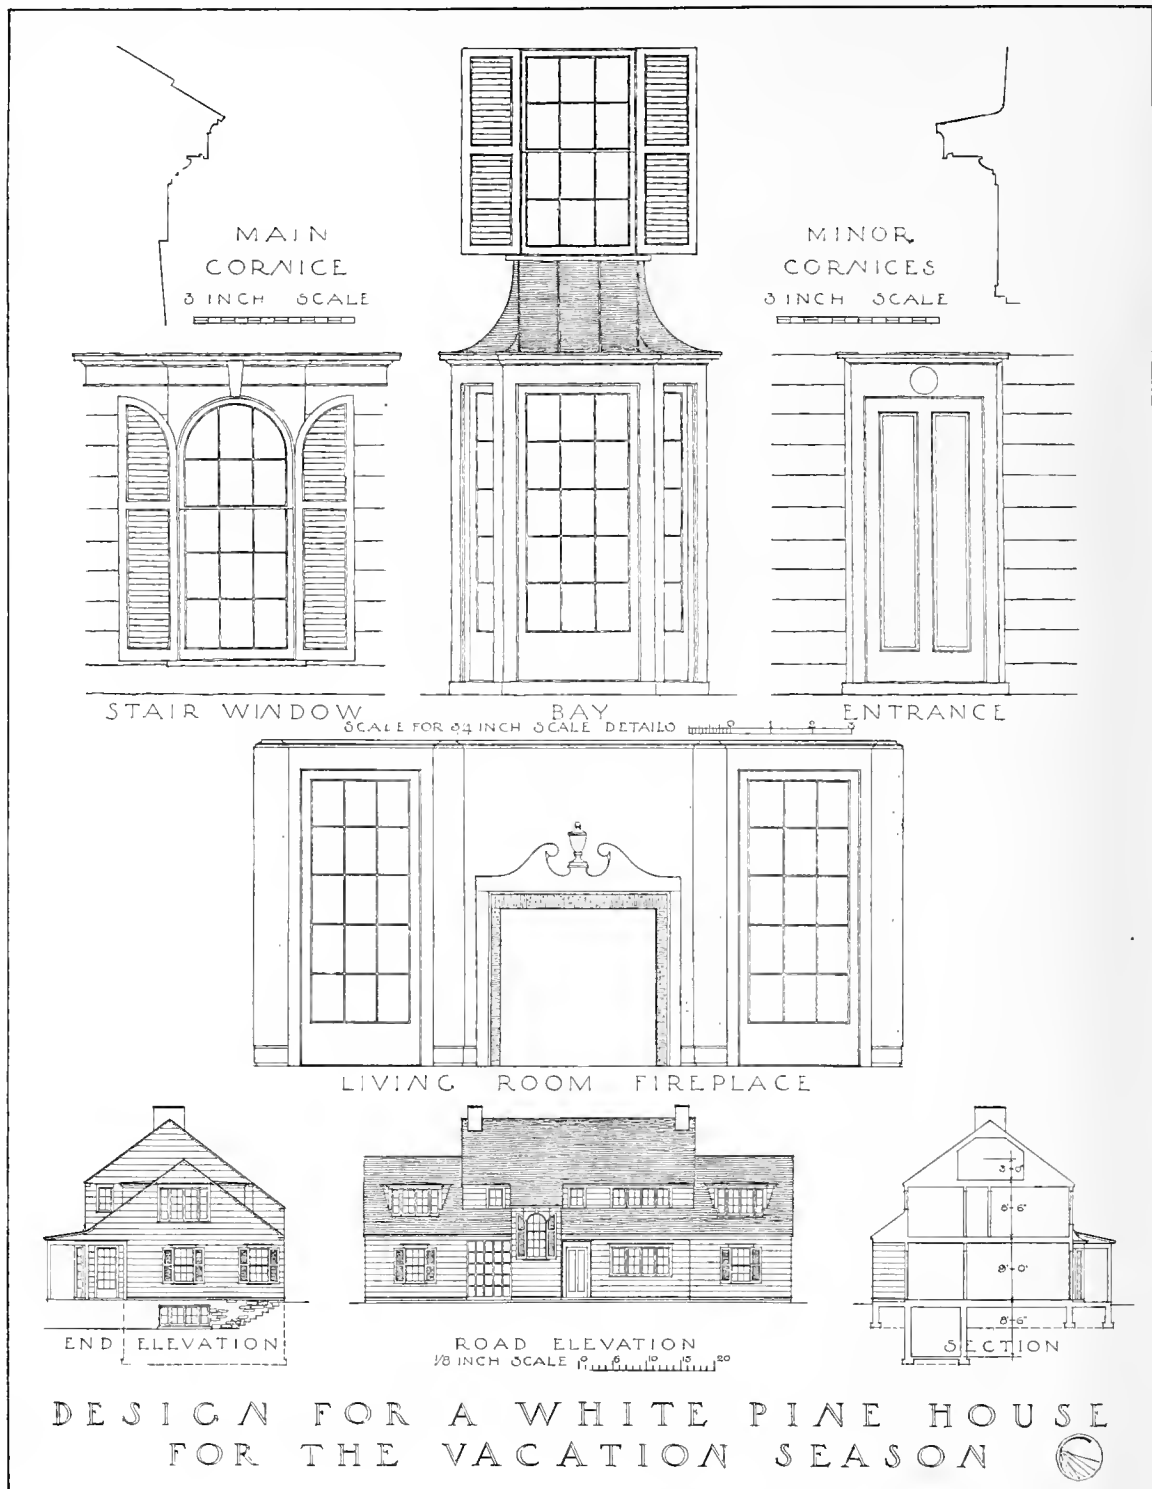 MAIN
CORNICE
3 INCH SCALE
MINOR
CORNICES
3 INCH SCALE
STAIR WINDOW
BAY
ENTRANCE
SCALE FOR 3/4 INCH SCALE DETAILS 0 1 2 3
LIVING ROOM FIREPLACE
8'-6"
8'-6"
END ELEVATION
ROAD ELEVATION
1/8 INCH SCALE 0 5 10 15 20
SECTION
DESIGN FOR A WHITE PINE HOUSE
FOR THE VACATION SEASON